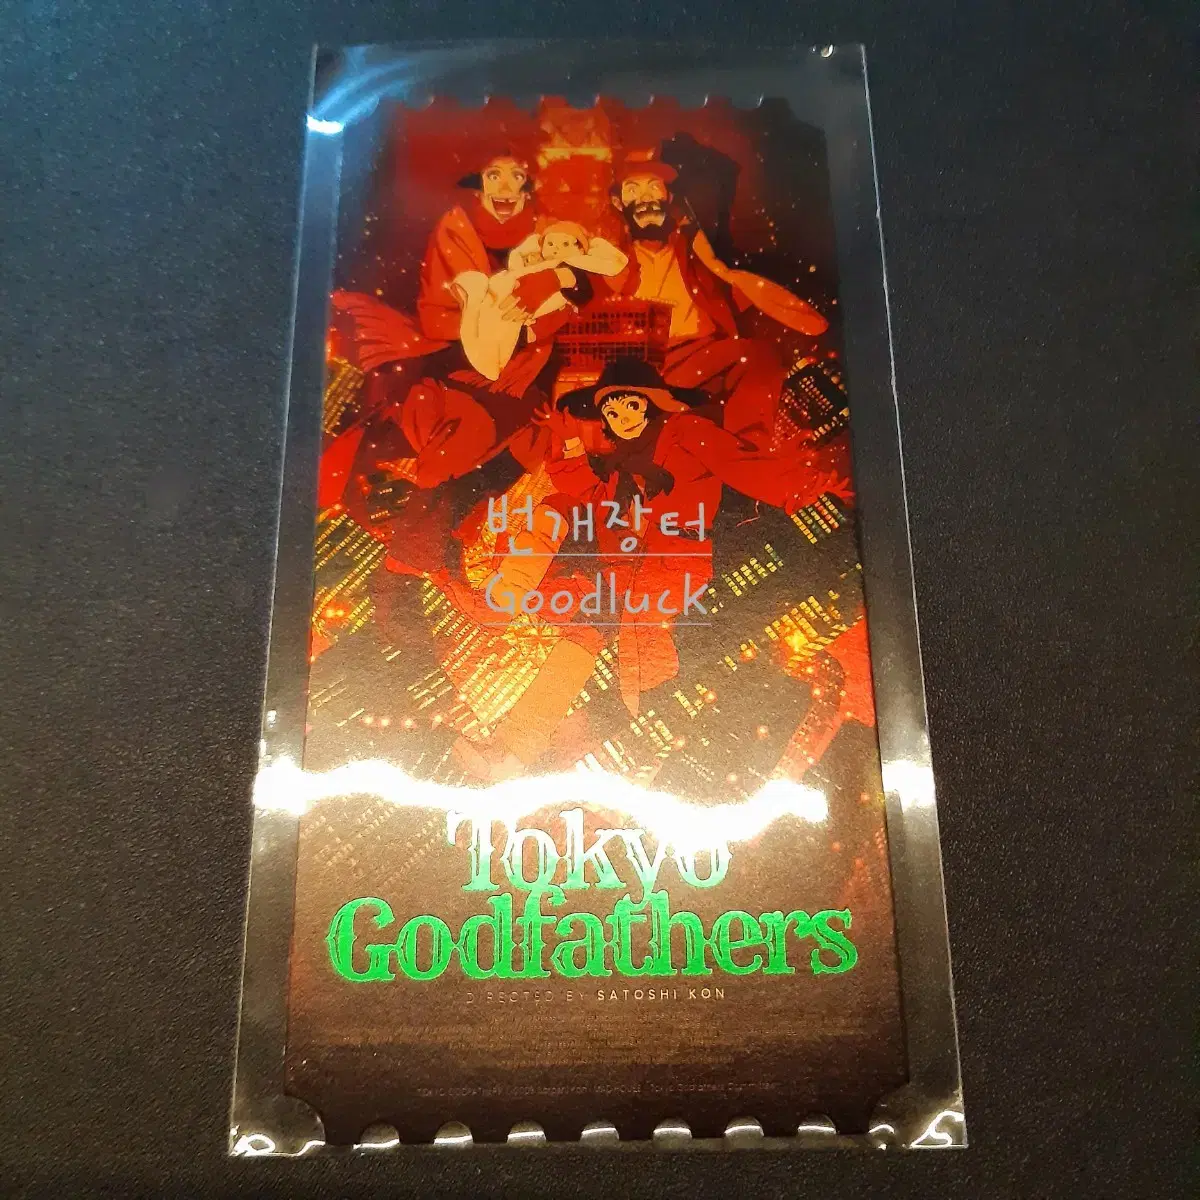 번개장터
Goodluck
Tokyo
Godfathers
DIRECTED BY SATOSHI KON